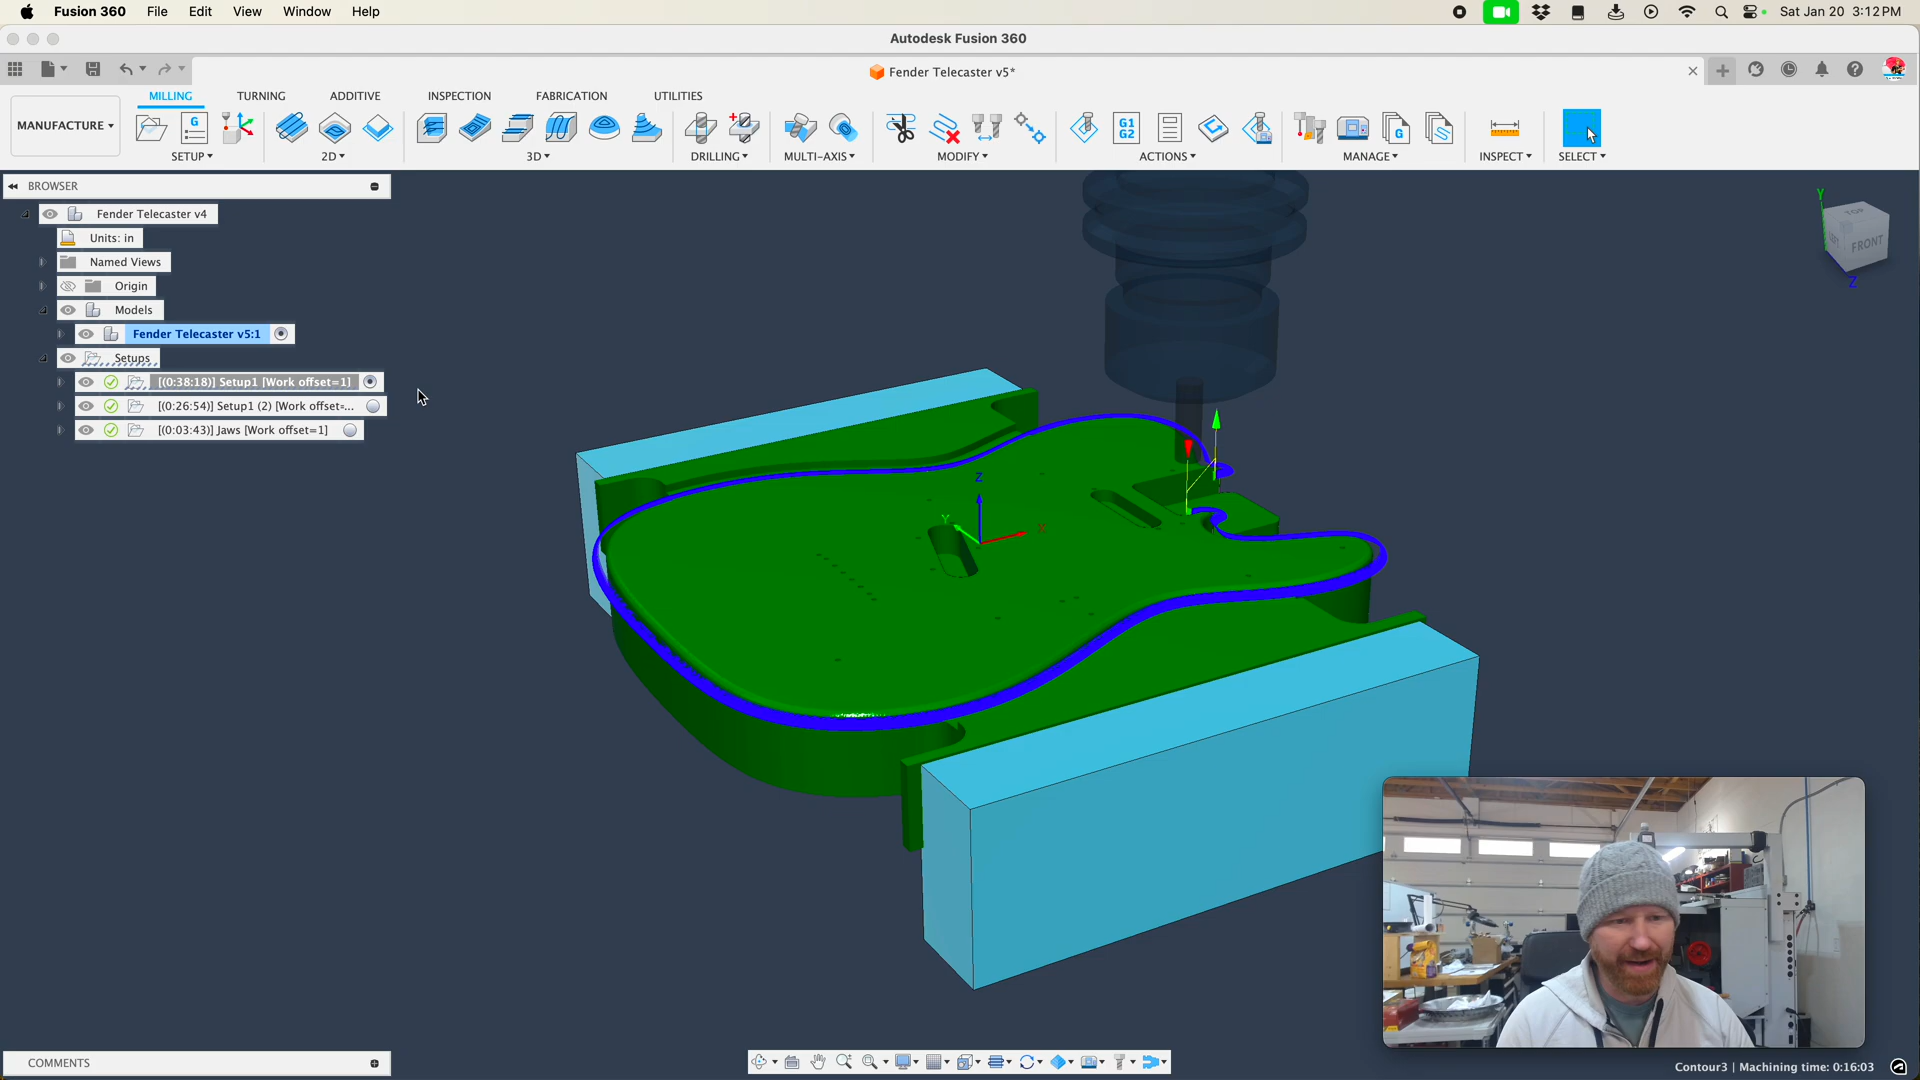 Fusion 360 File Edit View Window Help
Sat Jan 20 3:12 PM
Autodesk Fusion 360
Fender Telecaster v5*
MILLING TURNING ADDITIVE INSPECTION FABRICATION UTILITIES
MANUFACTURE
G
G1
G2
G
SETUP 2D 3D DRILLING MULTI-AXIS MODIFY ACTIONS MANAGE INSPECT SELECT
BROWSER
Fender Telecaster v4
Units: in
Named Views
Origin
Models
Fender Telecaster v5:1
Setups
[(0:38:18)] Setup1 [Work offset=1]
[(0:26:54)] Setup1 (2) [Work offset=...
[(0:03:43)] Jaws [Work offset=1]
Y
TOP
FRONT
Z
Z
Y
X
COMMENTS
Contour3 | Machining time: 0:16:03